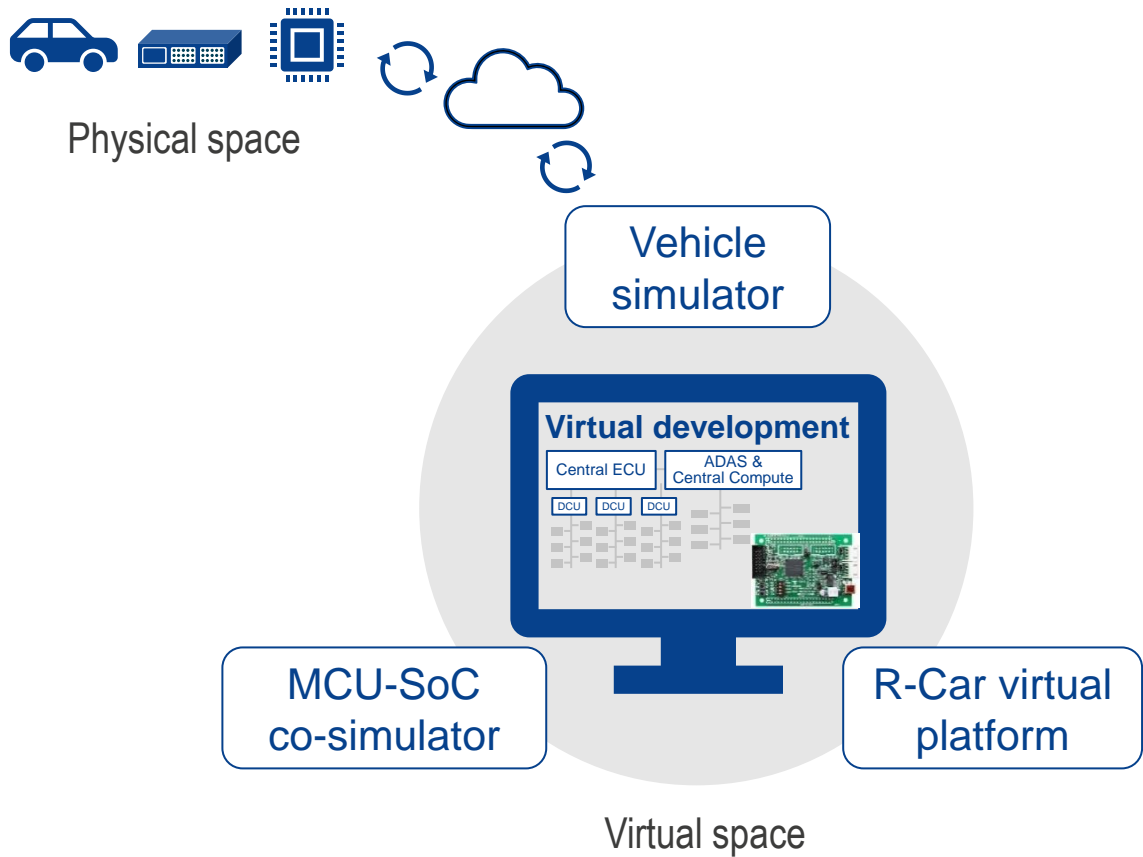 Physical space
Vehicle
simulator
Virtual development
Central ECU
ADAS &
Central Compute
DCU
DCU
DCU
MCU-SoC
co-simulator
R-Car virtual
platform
Virtual space